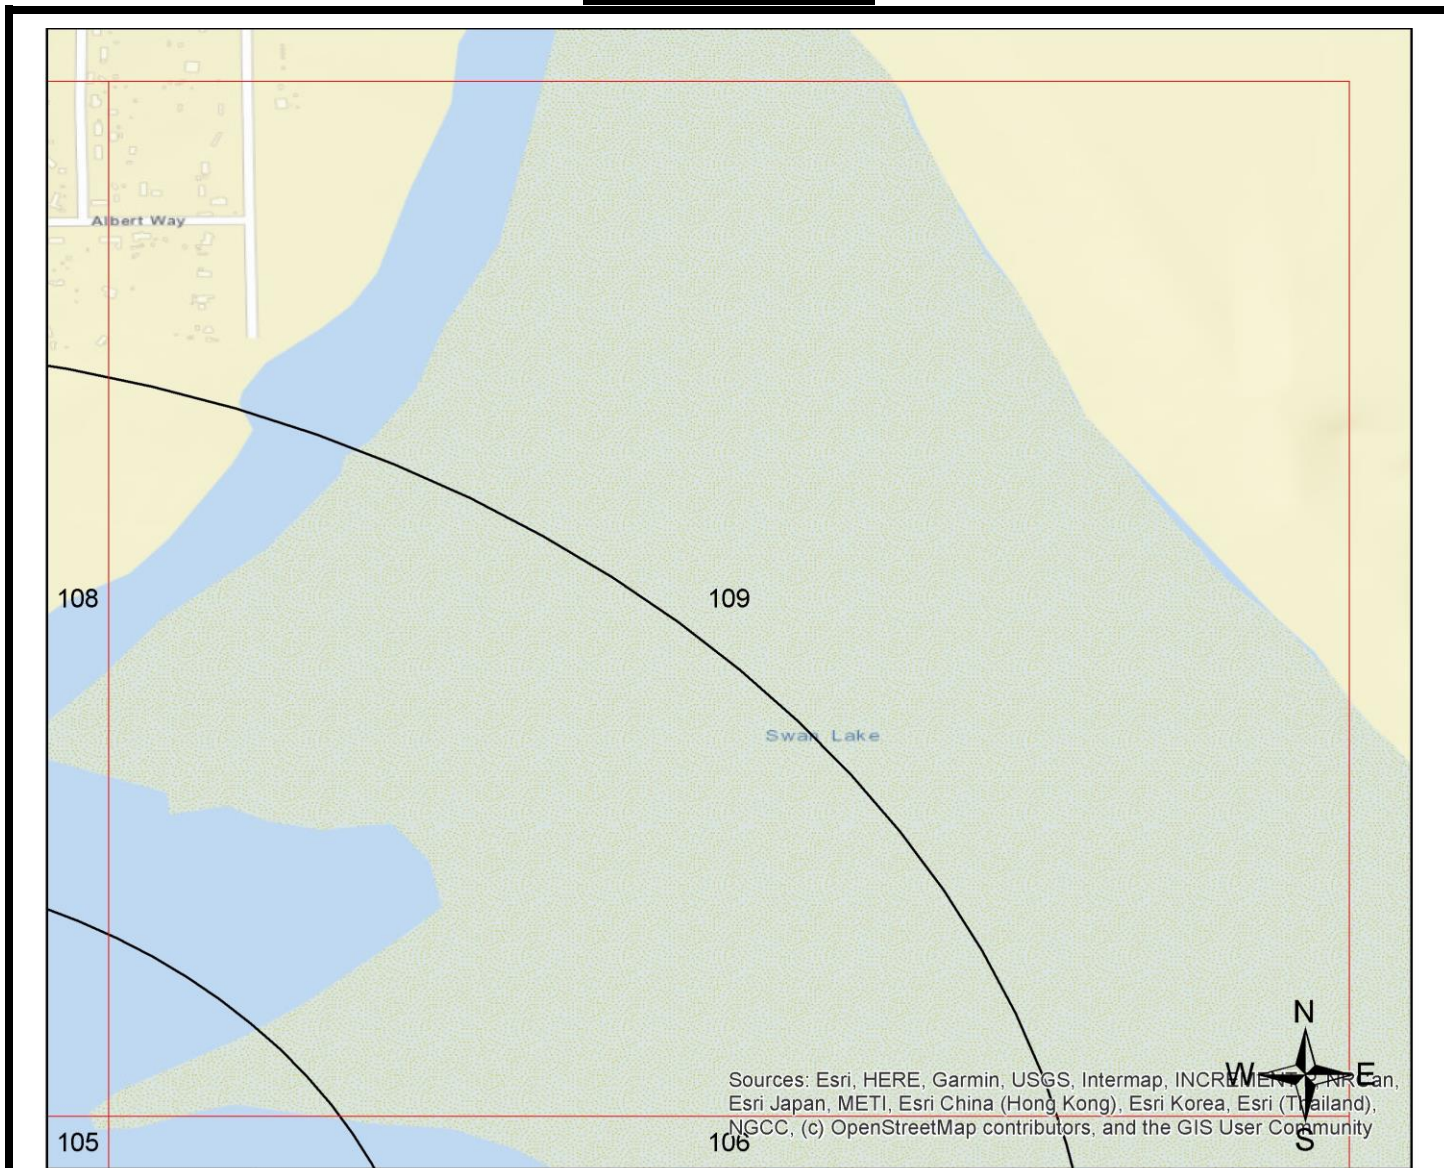 Albert Way
108
109
Swan Lake
N
W
E
Sources: Esri, HERE, Garmin, USGS, Intermap, INCREMENT P, NRCan,
Esri Japan, METI, Esri China (Hong Kong), Esri Korea, Esri (Thailand),
NGCC, (c) OpenStreetMap contributors, and the GIS User Community
S
105
106